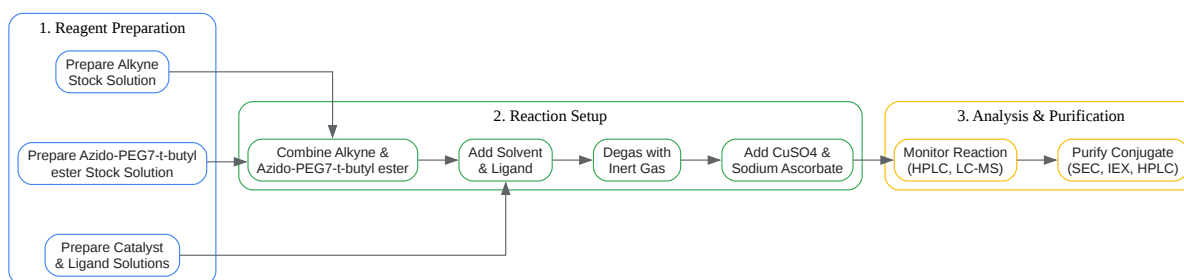 1. Reagent Preparation
Prepare Alkyne
Stock Solution
Prepare Azido-PEG7-t-butyl
ester Stock Solution
Prepare Catalyst
& Ligand Solutions
2. Reaction Setup
Combine Alkyne &
Azido-PEG7-t-butyl ester
Add Solvent
& Ligand
Degas with
Inert Gas
Add CuSO4 &
Sodium Ascorbate
3. Analysis & Purification
Monitor Reaction
(HPLC, LC-MS)
Purify Conjugate
(SEC, IEX, HPLC)